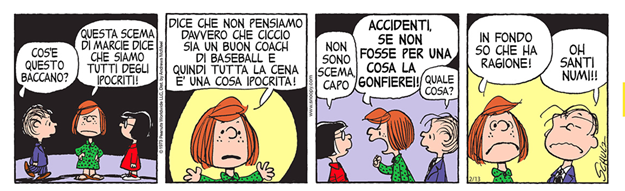 COS'E'
QUESTO
BACCANO?
QUESTA SCEMA
DI MARCIE DICE
CHE SIAMO
TUTTI DEGLI
IPOCRITI!
© 1973 Peanuts Worldwide LLC, Dist. by Andrews McMeel
DICE CHE NON PENSIAMO
DAVVERO CHE CICCIO
SIA UN BUON COACH
DI BASEBALL E
QUINDI TUTTA LA CENA
E' UNA COSA IPOCRITA!
www.snoopy.com
NON
SONO
SCEMA,
CAPO
ACCIDENTI,
SE NON
FOSSE PER UNA
COSA LA
GONFIEREI!
QUALE
COSA?
IN FONDO
SO CHE HA
RAGIONE!
OH
SANTI
NUMI!!
2/13
SCHULZ